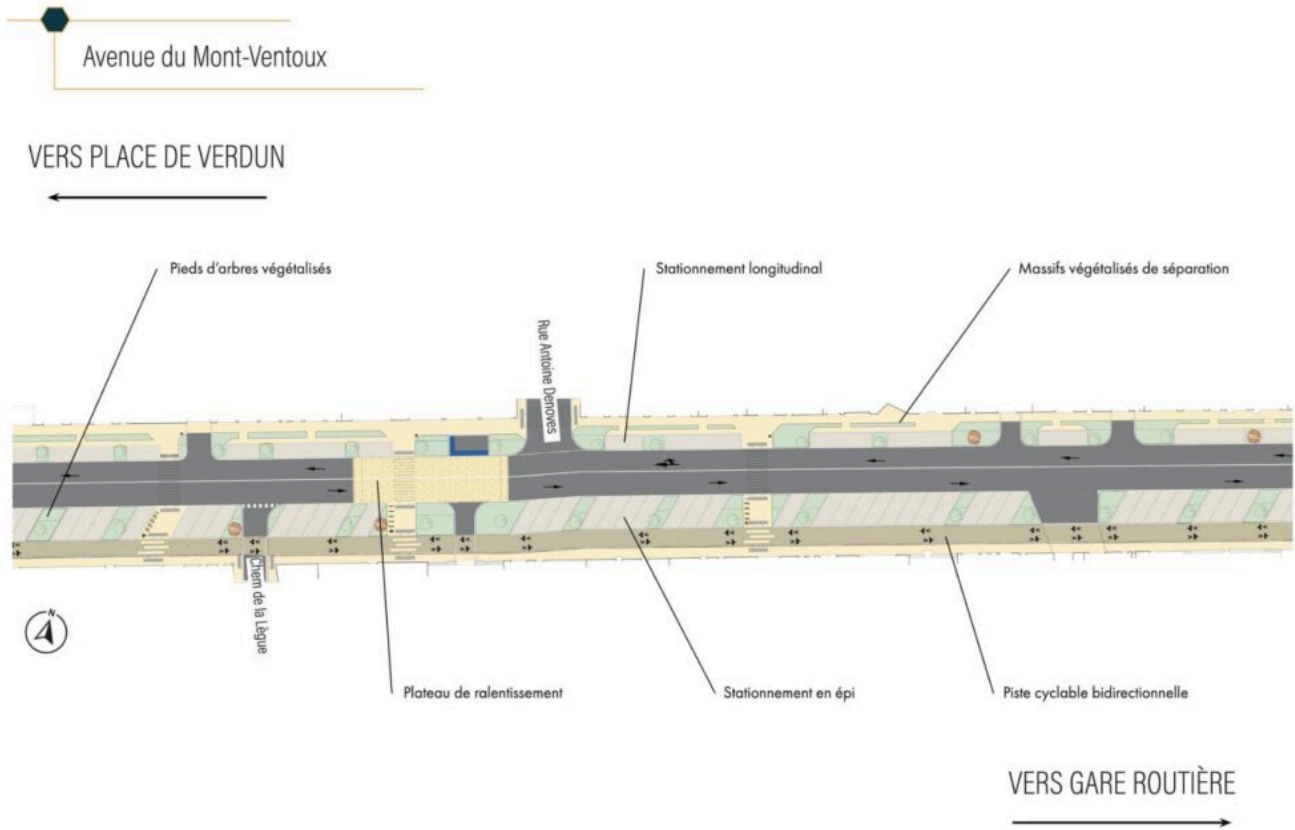 Avenue du Mont-Ventoux
VERS PLACE DE VERDUN
Pieds d'arbres végétalisés
Stationnement longitudinal
Massifs végétalisés de séparation
Rue Antoine Denoves
Chem de la Lègue
N
Plateau de ralentissement
Stationnement en épi
Piste cyclable bidirectionnelle
VERS GARE ROUTIÈRE